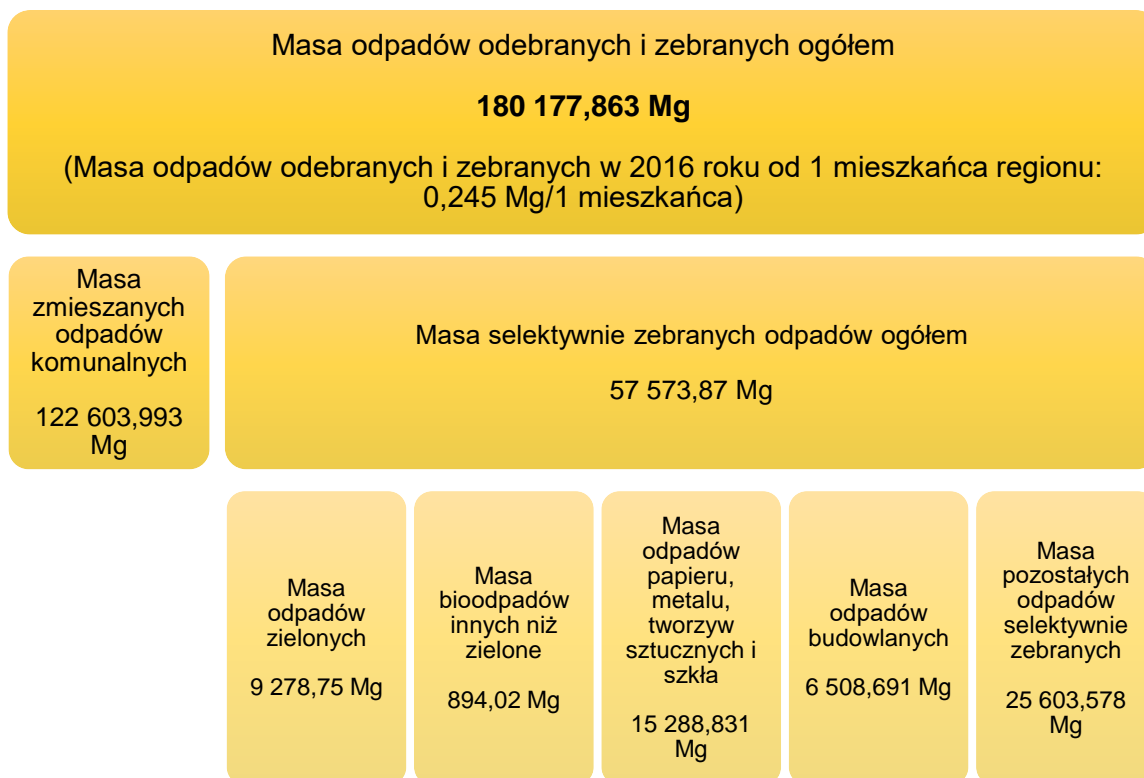 Masa odpadów odebranych i zebranych ogółem
180 177,863 Mg
(Masa odpadów odebranych i zebranych w 2016 roku od 1 mieszkańca regionu:
0,245 Mg/1 mieszkańca)
Masa
zmieszanych
odpadów
komunalnych
122 603,993
Mg
Masa selektywnie zebranych odpadów ogółem
57 573,87 Mg
Masa
odpadów
zielonych
9 278,75 Mg
Masa
bioodpadów
innych niż
zielone
894,02 Mg
Masa
odpadów
papieru,
metalu,
tworzyw
sztucznych i
szkła
15 288,831
Mg
Masa
odpadów
budowlanych
6 508,691 Mg
Masa
pozostałych
odpadów
selektywnie
zebranych
25 603,578
Mg